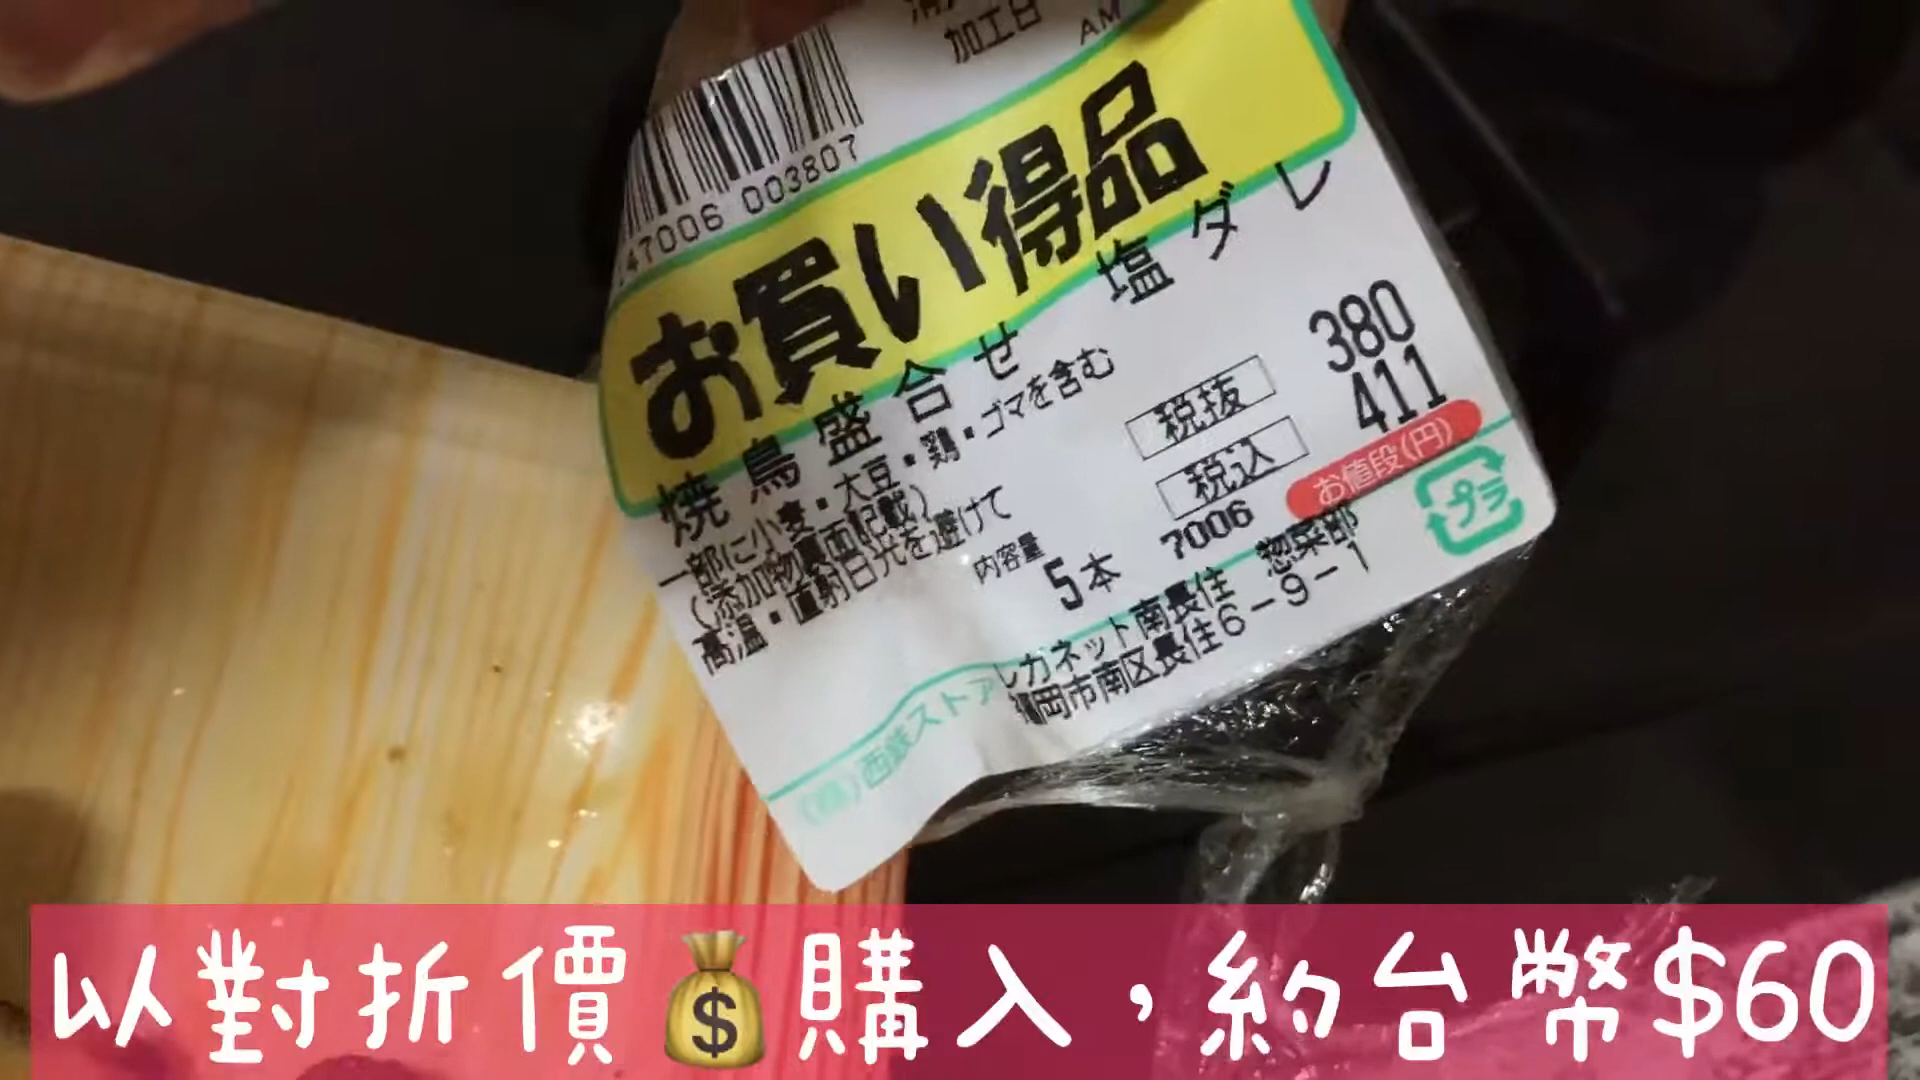 加工日
AM
47006 003807
お買い得品
焼鳥盛合せ 塩ダレ
一部に小麦・大豆・鶏・ゴマを含む
(添加物裏面記載)
高温・直射日光を避けて
税抜 380
税込 411
お値段(円)
内容量 5本
7006 惣菜部
プラ
レガネット南長住
福岡市南区長住6-9-1
(株)西鉄ストア
以對折價💰購入,約台幣$60